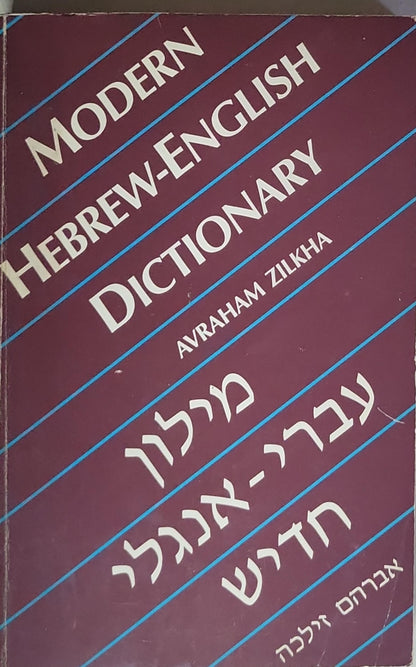 MODERN
HEBREW-ENGLISH
DICTIONARY
AVRAHAM ZILKHA
מילון
עברי-אנגלי
חדיש
אברהם זילכה